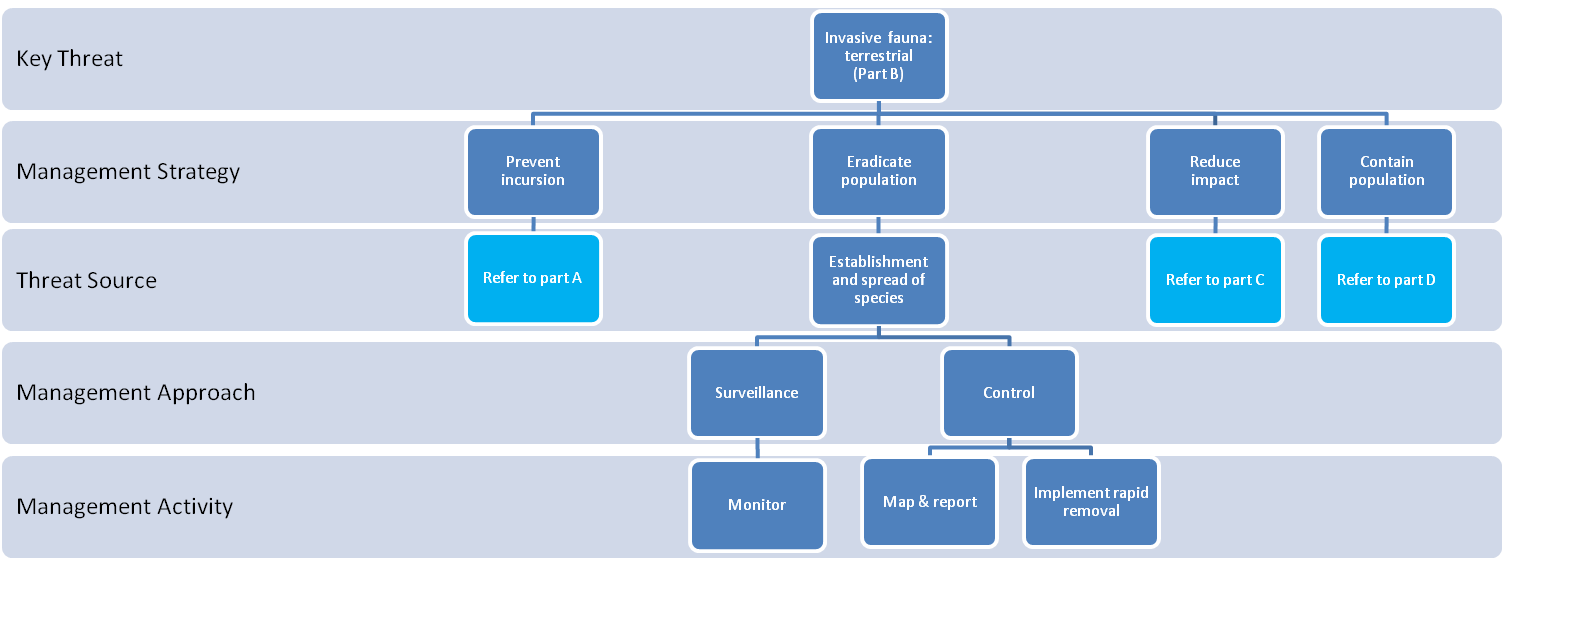 Key Threat
Invasive fauna:
terrestrial
(Part B)
Management Strategy
Prevent
incursion
Eradicate
population
Reduce
impact
Contain
population
Threat Source
Refer to part A
Establishment
and spread of
species
Refer to part C
Refer to part D
Management Approach
Surveillance
Control
Management Activity
Monitor
Map & report
Implement rapid
removal